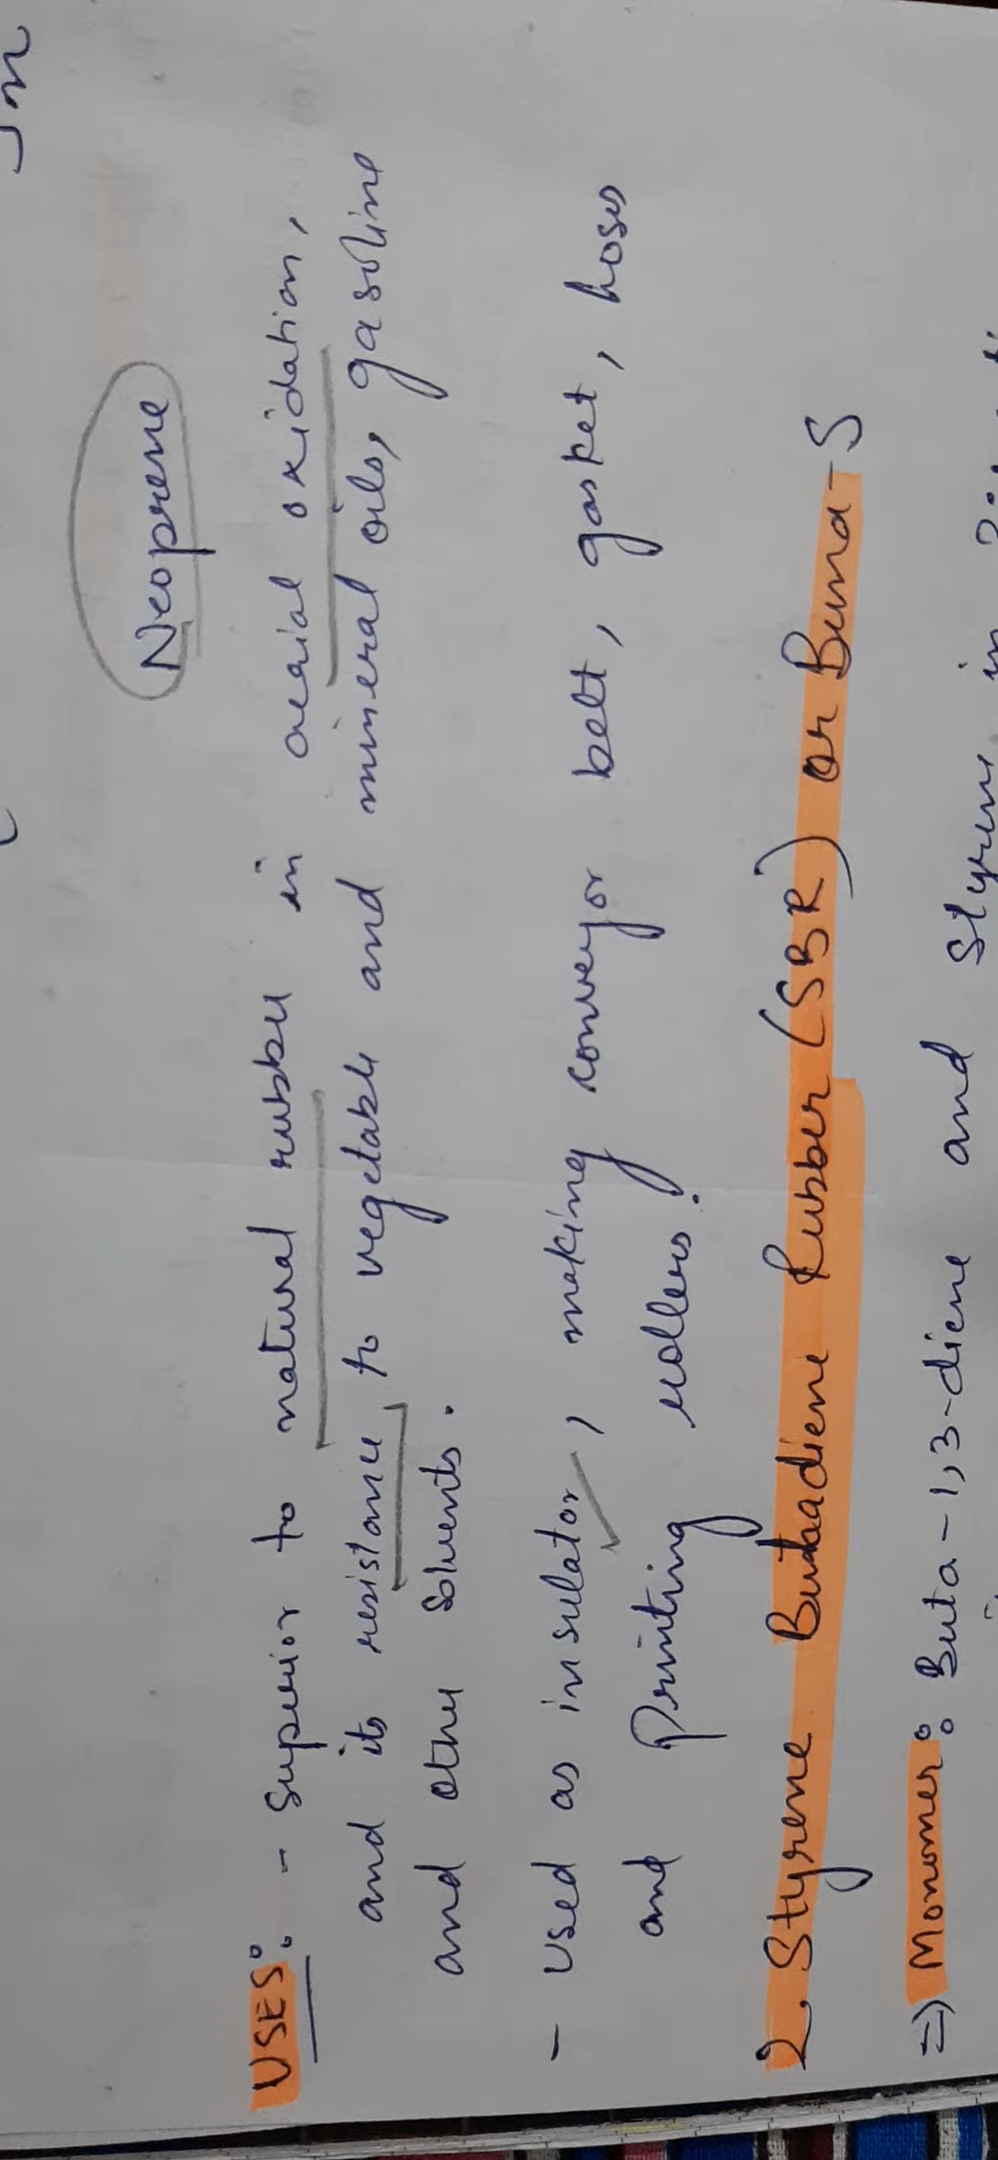 Neoprene
USES: - Superior to natural rubber in aerial oxidation,
and its resistance to vegetable and mineral oils, gasoline
and other solvents.
- Used as insulator, making conveyor belt, gasket, hoses
and Printing rollers.
2. Styrene Butadiene Rubber (SBR) or Buna-S
=) Monomer: Buta-1,3-diene and Styrene in